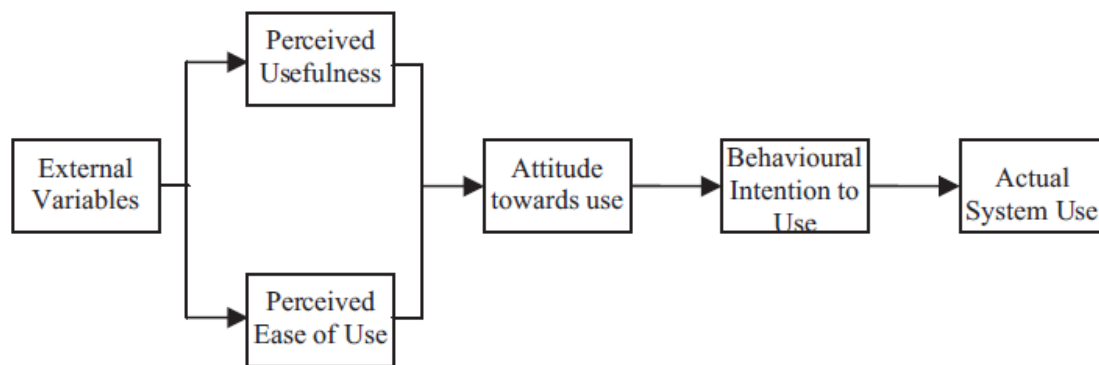 Perceived
Usefulness
External
Variables
Perceived
Ease of Use
Attitude
towards use
Behavioural
Intention to
Use
Actual
System Use